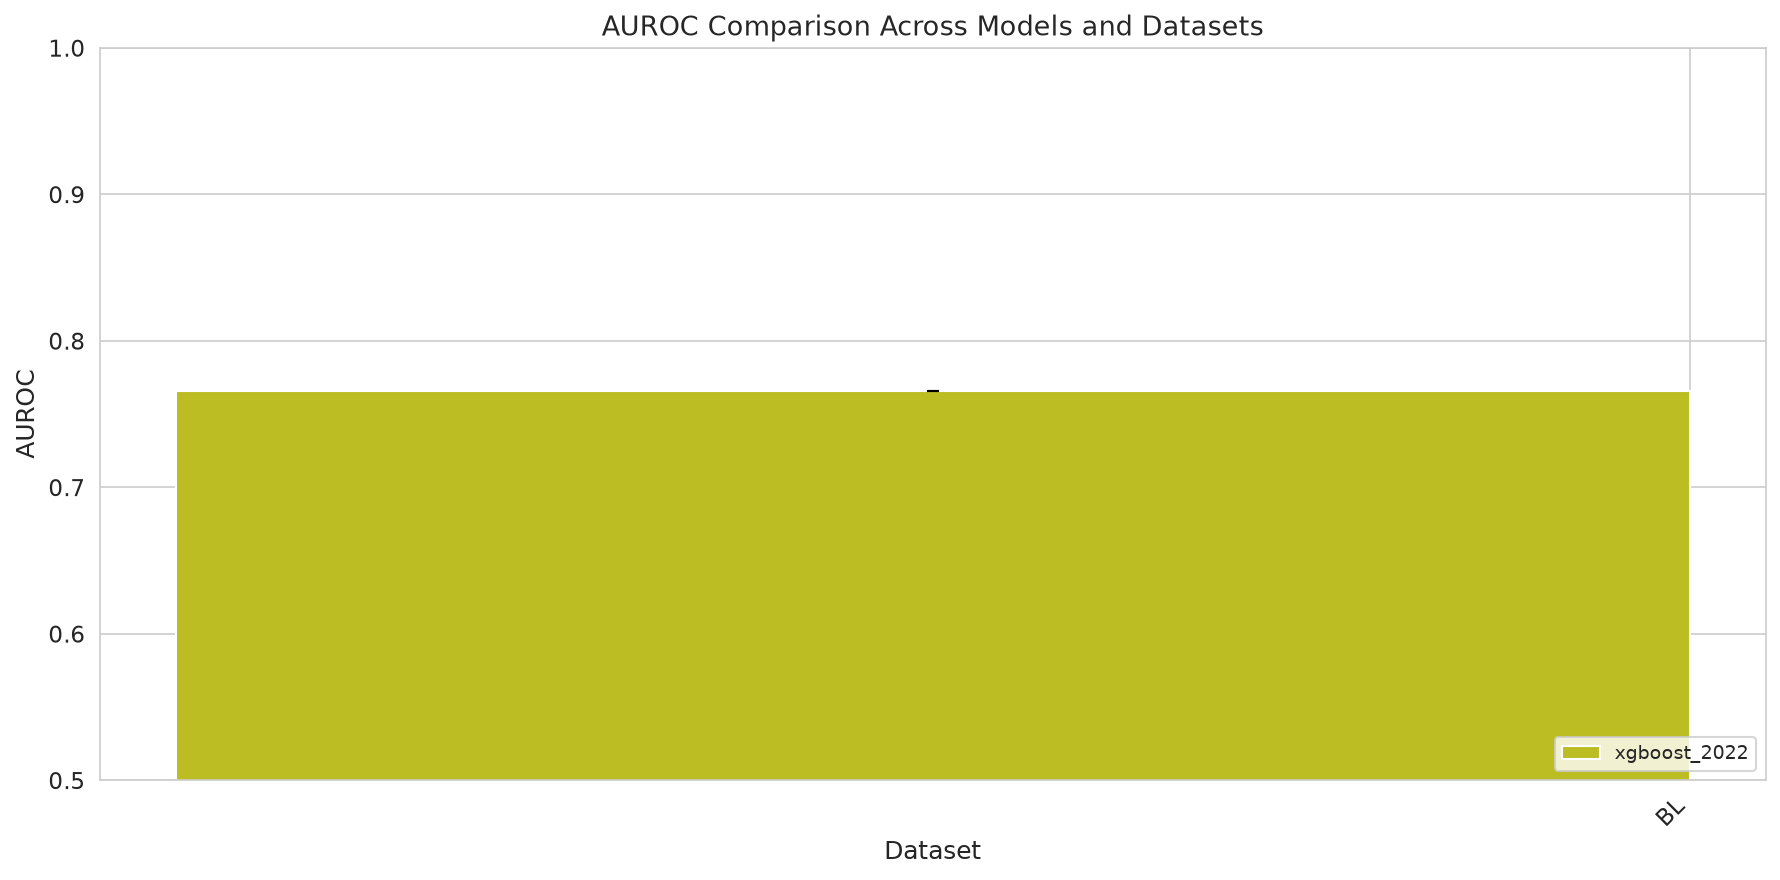 AUROC Comparison Across Models and Datasets
1.0
0.9
0.8
0.7
0.6
0.5
AUROC
xgboost_2022
BL
Dataset